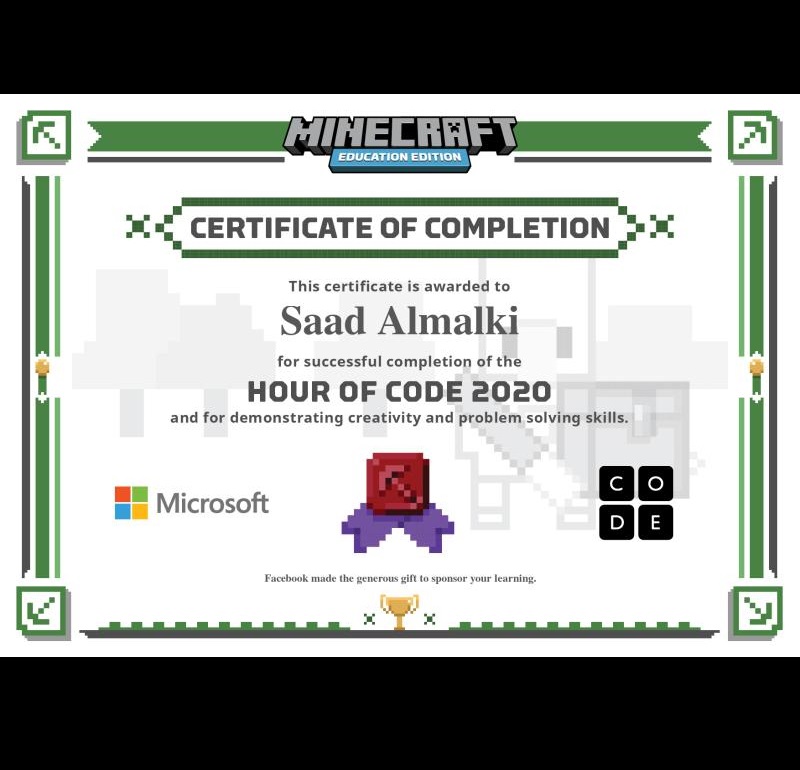 MINECRAFT
EDUCATION EDITION
CERTIFICATE OF COMPLETION
This certificate is awarded to
Saad Almalki
for successful completion of the
HOUR OF CODE 2020
and for demonstrating creativity and problem solving skills.
Microsoft
C O
D E
Facebook made the generous gift to sponsor your learning.